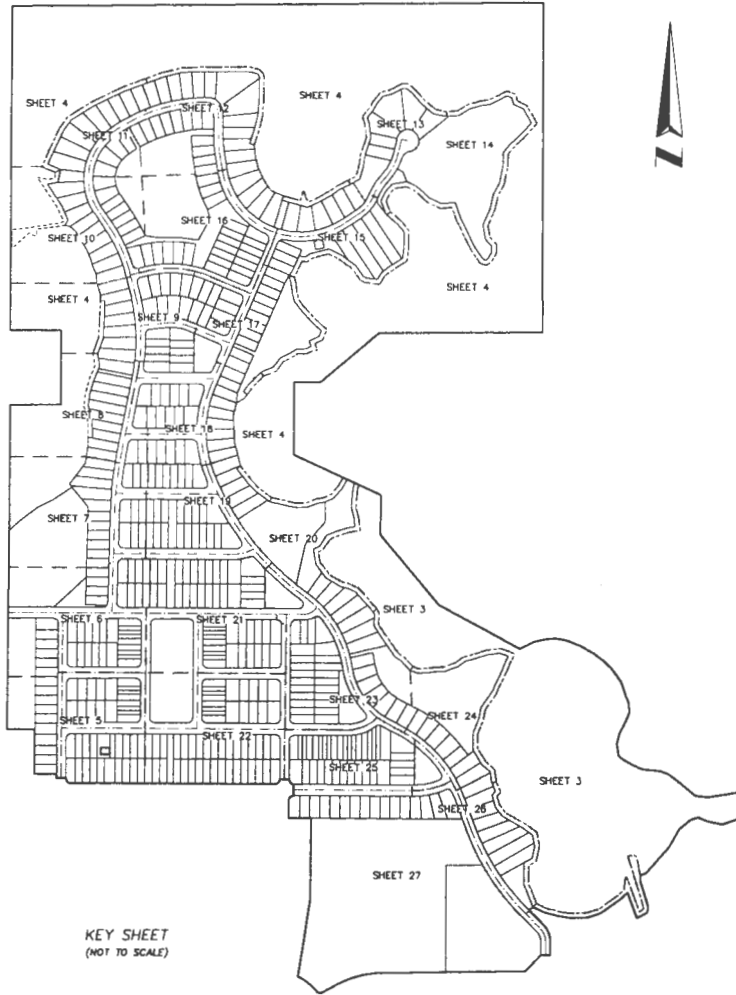 SHEET 4
SHEET 4
SHEET 12
SHEET 13
SHEET 11
SHEET 14
SHEET 16
SHEET 10
SHEET 15
SHEET 4
SHEET 4
SHEET 9
SHEET 17
SHEET 8
SHEET 18
SHEET 4
SHEET 19
SHEET 7
SHEET 20
SHEET 3
SHEET 6
SHEET 21
SHEET 23
SHEET 24
SHEET 5
SHEET 22
SHEET 25
SHEET 3
SHEET 26
SHEET 27
KEY SHEET
(NOT TO SCALE)